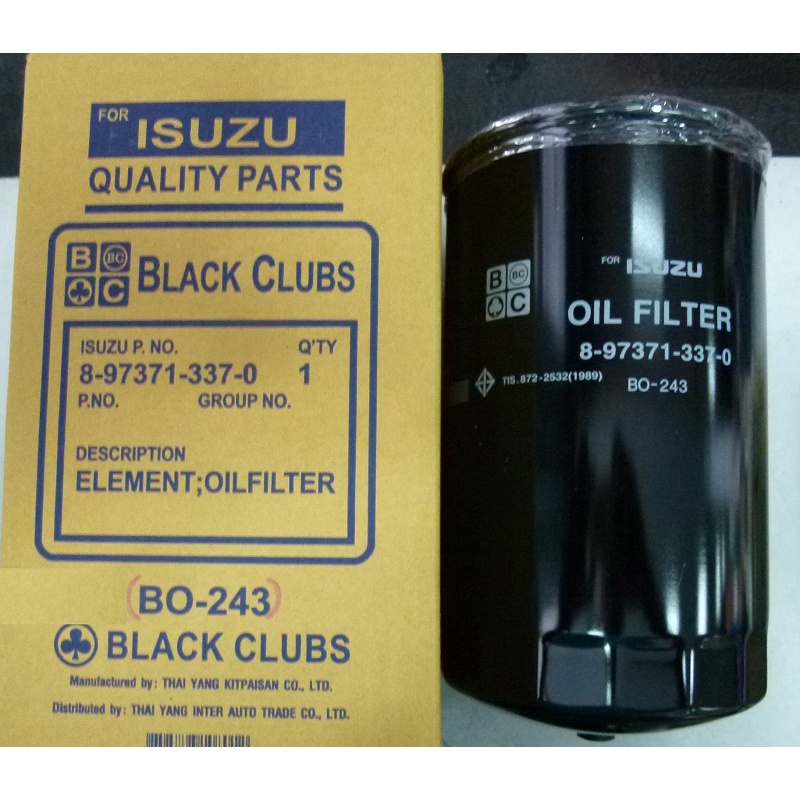 FOR ISUZU
QUALITY PARTS
B BC
C
BLACK CLUBS
ISUZU P. NO. Q'TY
8-97371-337-0 1
P.NO. GROUP NO.
DESCRIPTION
ELEMENT;OILFILTER
(BO-243)
BLACK CLUBS
Manufactured by: THAI YANG KITPAISAN CO., LTD.
Distributed by: THAI YANG INTER AUTO TRADE CO., LTD.
B BC
C
FOR ISUZU
OIL FILTER
8-97371-337-0
TIS.872-2532(1989)
BO-243